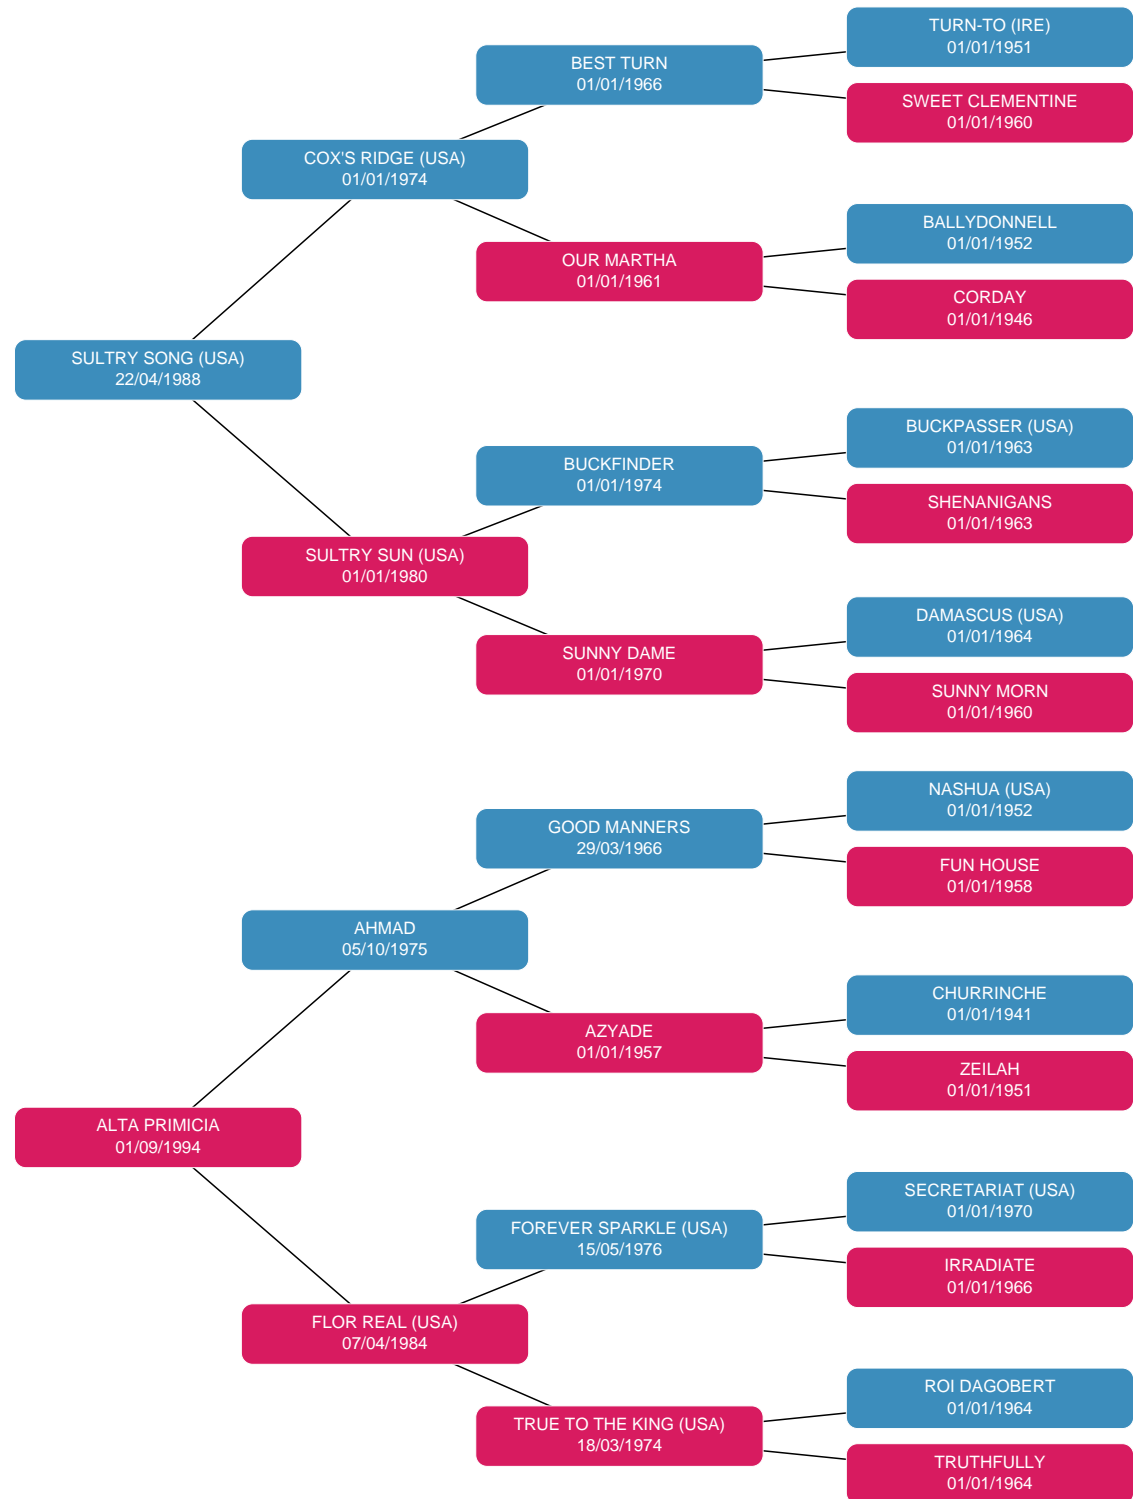 TURN-TO (IRE)
01/01/1951
BEST TURN
01/01/1966
SWEET CLEMENTINE
01/01/1960
COX'S RIDGE (USA)
01/01/1974
BALLYDONNELL
01/01/1952
OUR MARTHA
01/01/1961
CORDAY
01/01/1946
SULTRY SONG (USA)
22/04/1988
BUCKPASSER (USA)
01/01/1963
BUCKFINDER
01/01/1974
SHENANIGANS
01/01/1963
SULTRY SUN (USA)
01/01/1980
DAMASCUS (USA)
01/01/1964
SUNNY DAME
01/01/1970
SUNNY MORN
01/01/1960
NASHUA (USA)
01/01/1952
GOOD MANNERS
29/03/1966
FUN HOUSE
01/01/1958
AHMAD
05/10/1975
CHURRINCHE
01/01/1941
AZYADE
01/01/1957
ZEILAH
01/01/1951
ALTA PRIMICIA
01/09/1994
SECRETARIAT (USA)
01/01/1970
FOREVER SPARKLE (USA)
15/05/1976
IRRADIATE
01/01/1966
FLOR REAL (USA)
07/04/1984
ROI DAGOBERT
01/01/1964
TRUE TO THE KING (USA)
18/03/1974
TRUTHFULLY
01/01/1964